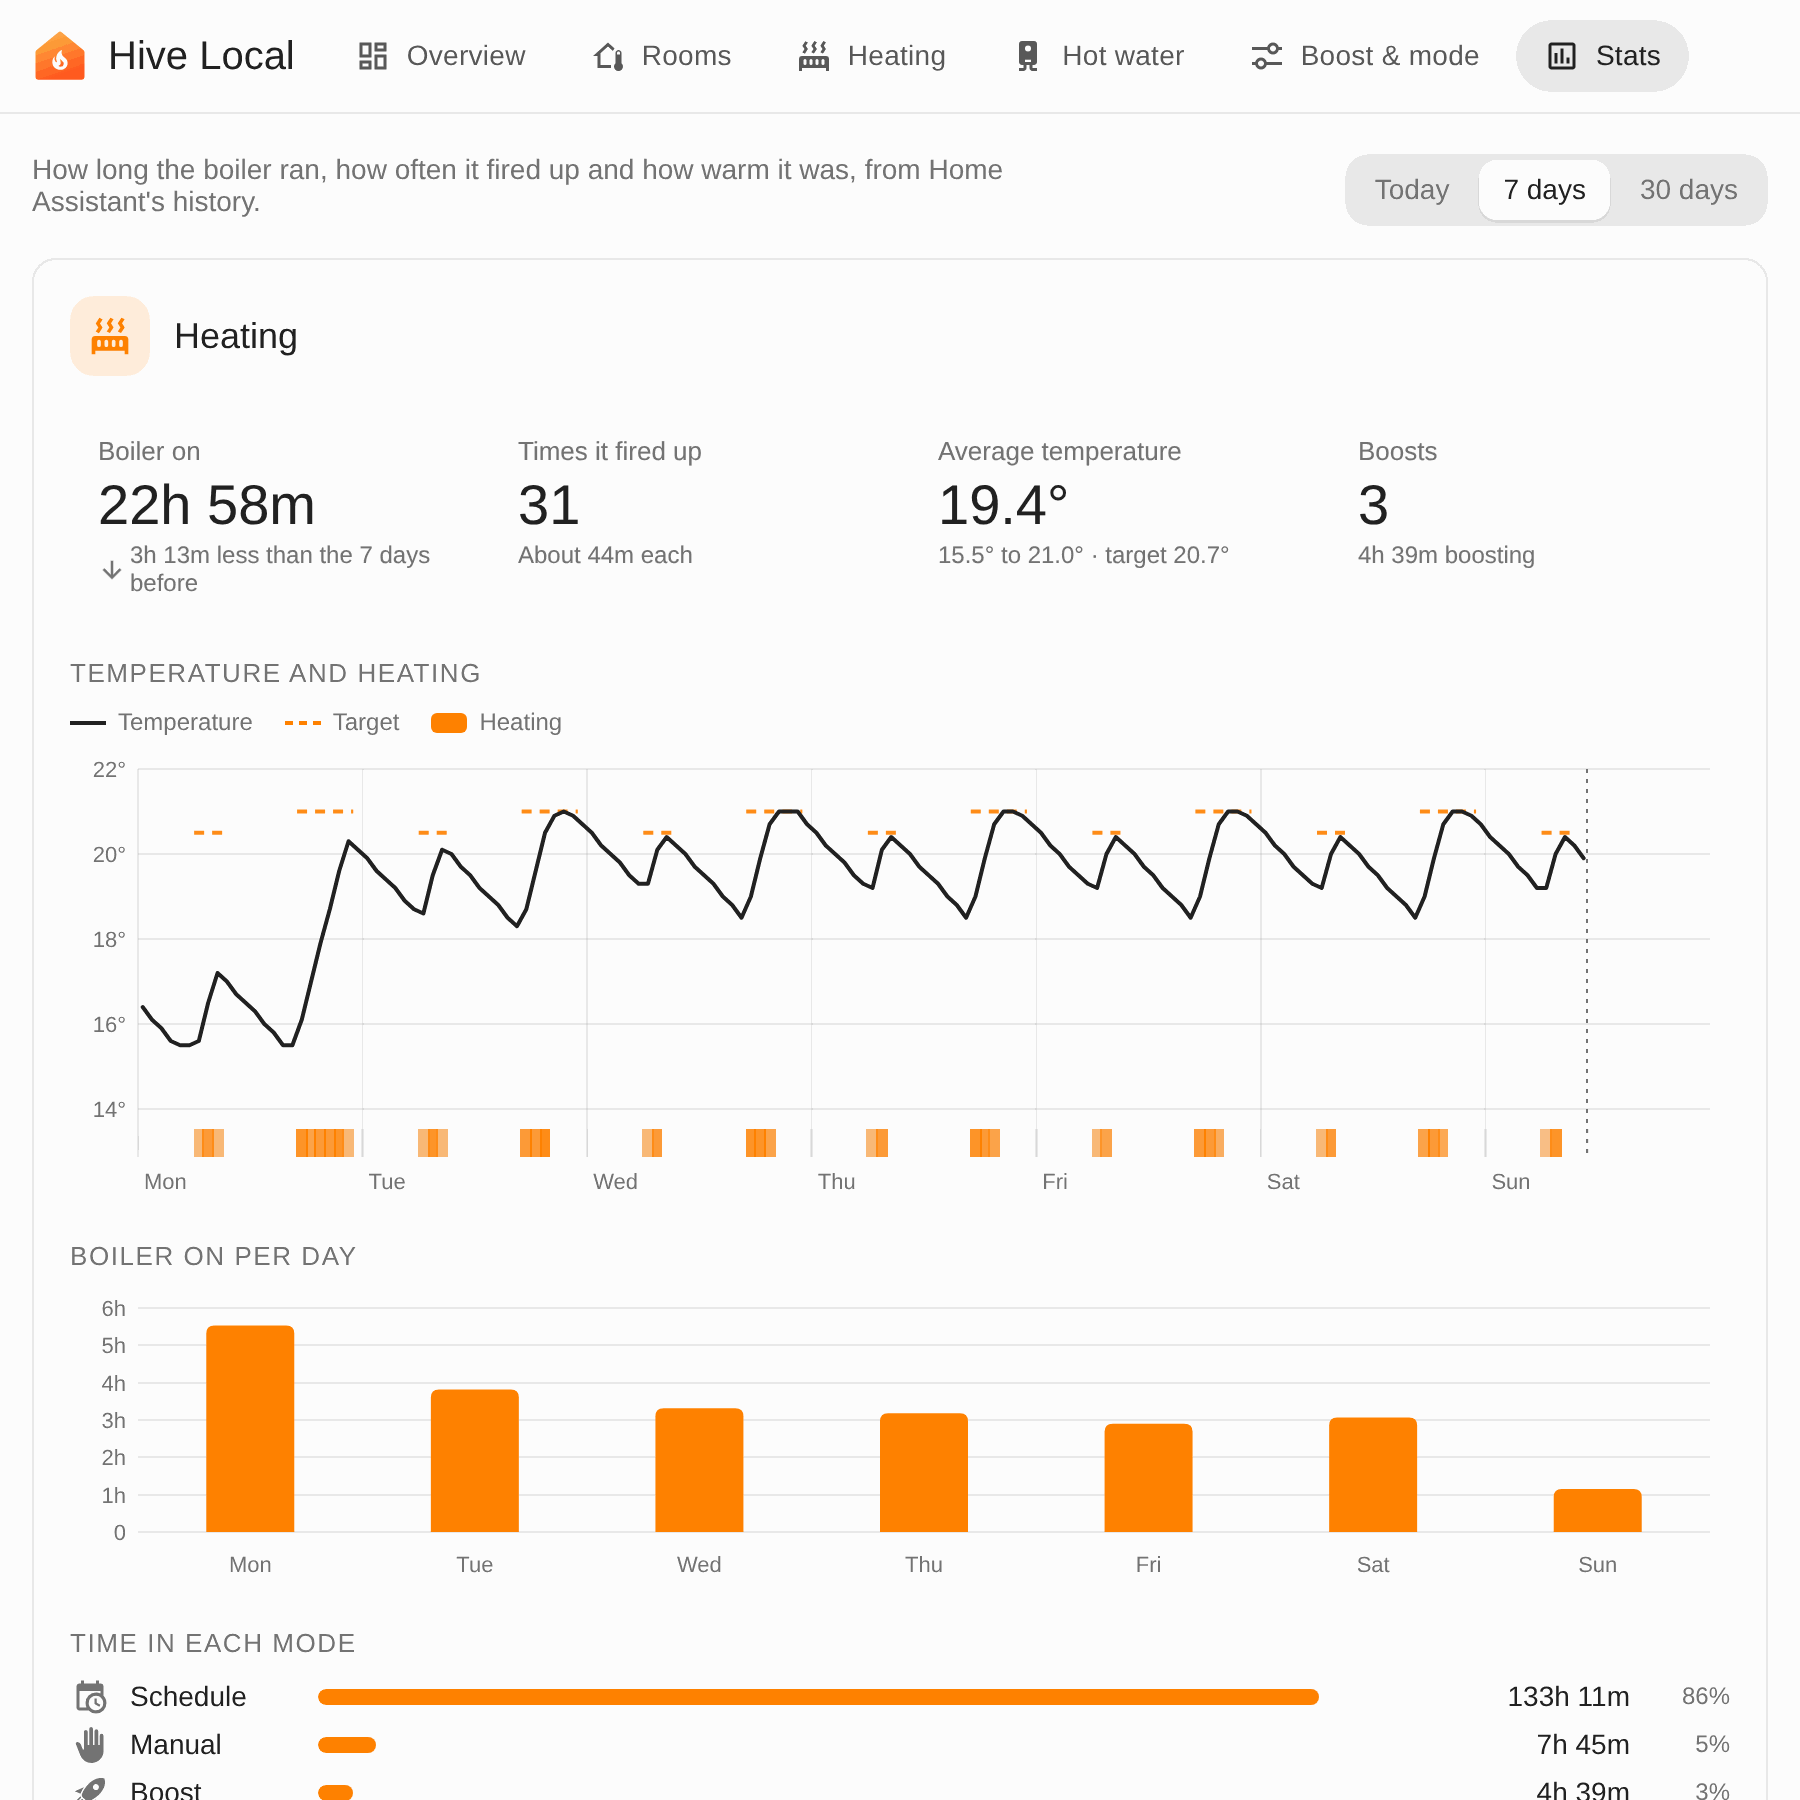 Hive Local
Overview
Rooms
Heating
Hot water
Boost & mode
Stats
How long the boiler ran, how often it fired up and how warm it was, from Home
Assistant's history.
Today
7 days
30 days
Heating
Boiler on
22h 58m
3h 13m less than the 7 days
before
Times it fired up
31
About 44m each
Average temperature
19.4°
15.5° to 21.0° · target 20.7°
Boosts
3
4h 39m boosting
TEMPERATURE AND HEATING
Temperature
Target
Heating
22°
20°
18°
16°
14°
Mon
Tue
Wed
Thu
Fri
Sat
Sun
BOILER ON PER DAY
6h
5h
4h
3h
2h
1h
0
Mon
Tue
Wed
Thu
Fri
Sat
Sun
TIME IN EACH MODE
Schedule 133h 11m 86%
Manual 7h 45m 5%
Boost 4h 39m 3%